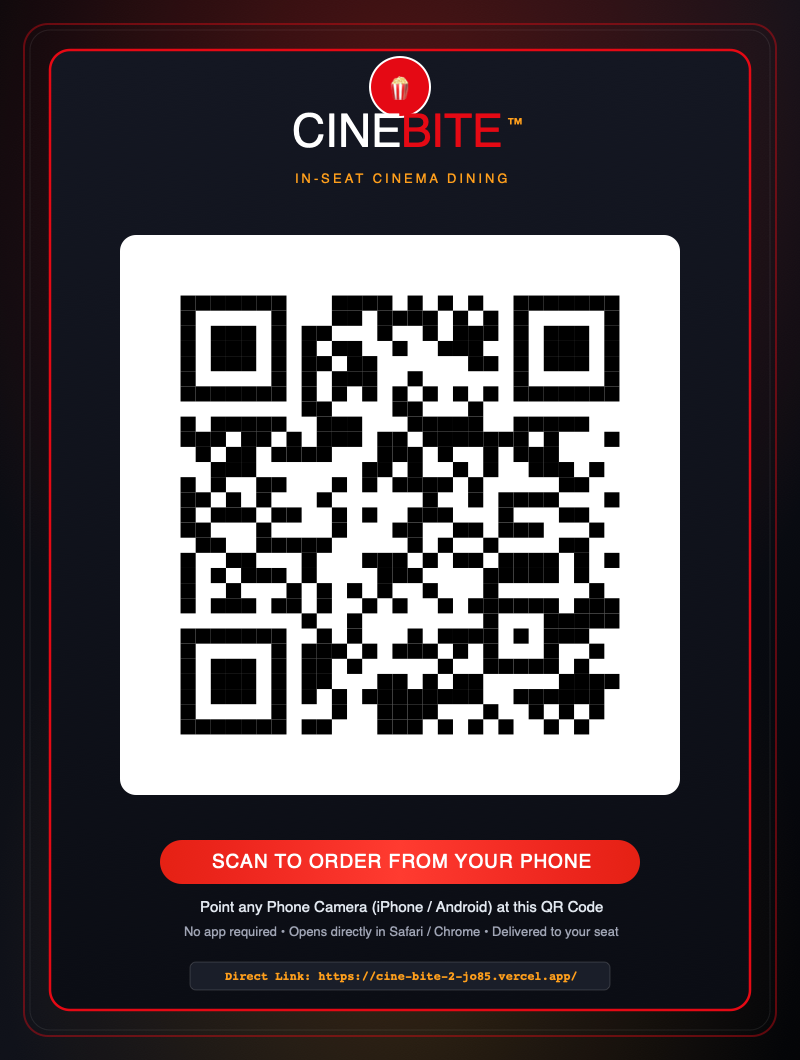 CINEBITE™
IN-SEAT CINEMA DINING
SCAN TO ORDER FROM YOUR PHONE
Point any Phone Camera (iPhone / Android) at this QR Code
No app required • Opens directly in Safari / Chrome • Delivered to your seat
Direct Link: https://cine-bite-2-jo85.vercel.app/